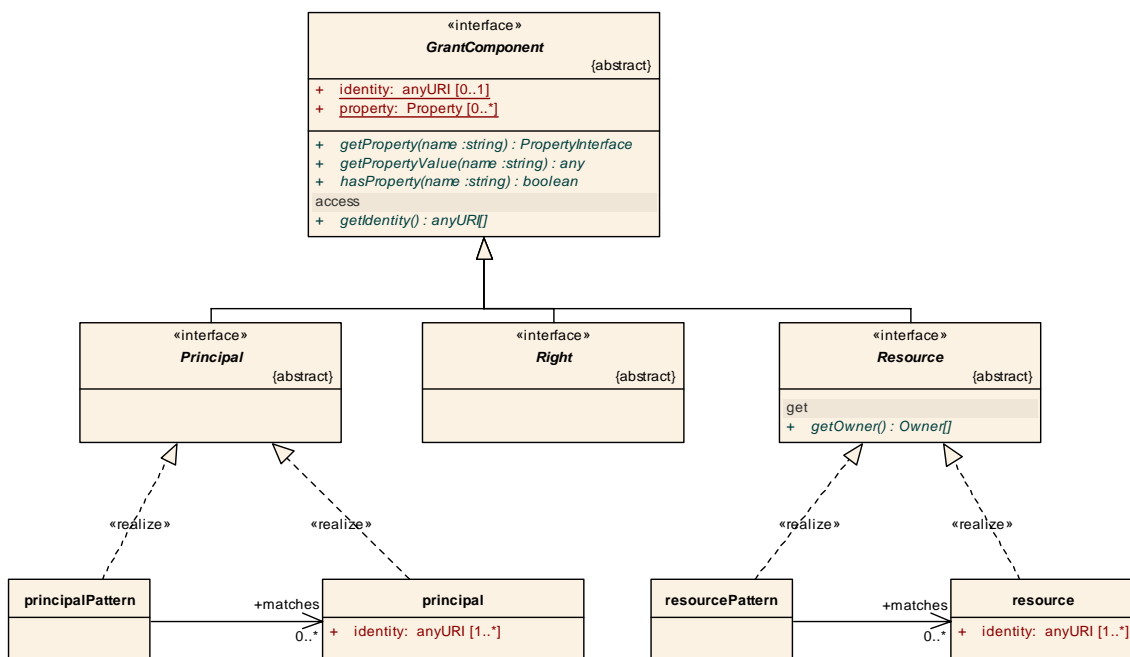 «interface»
GrantComponent
{abstract}
+ identity: anyURI [0..1]
+ property: Property [0..*]
+ getProperty(name :string) : PropertyInterface
+ getPropertyValue(name :string) : any
+ hasProperty(name :string) : boolean
access
+ getIdentity() : anyURI[]
«interface»
Principal
{abstract}
«interface»
Right
{abstract}
«interface»
Resource
{abstract}
get
+ getOwner() : Owner[]
«realize»
«realize»
«realize»
«realize»
principalPattern
+matches
0..*
principal
+ identity: anyURI [1..*]
resourcePattern
+matches
0..*
resource
+ identity: anyURI [1..*]